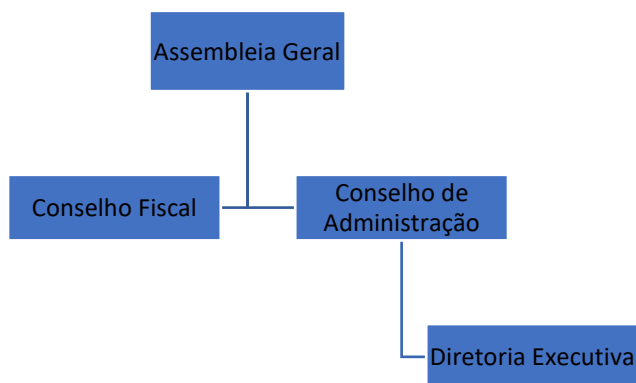 Assembleia Geral
Conselho Fiscal
Conselho de
Administração
Diretoria Executiva